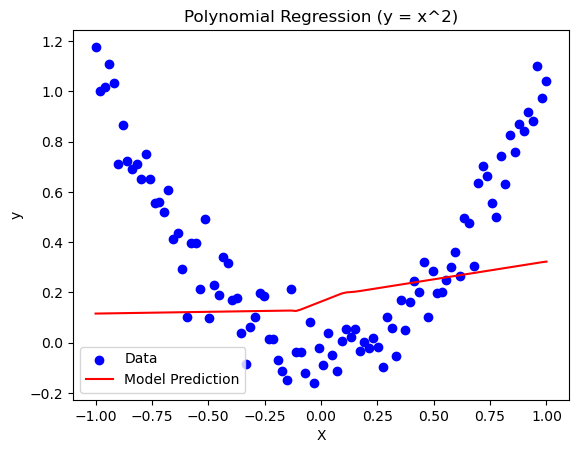 Polynomial Regression (y = x^2)
1.2
1.0
0.8
0.6
0.4
0.2
0.0
−0.2
y
Data
Model Prediction
−1.00 −0.75 −0.50 −0.25 0.00 0.25 0.50 0.75 1.00
X